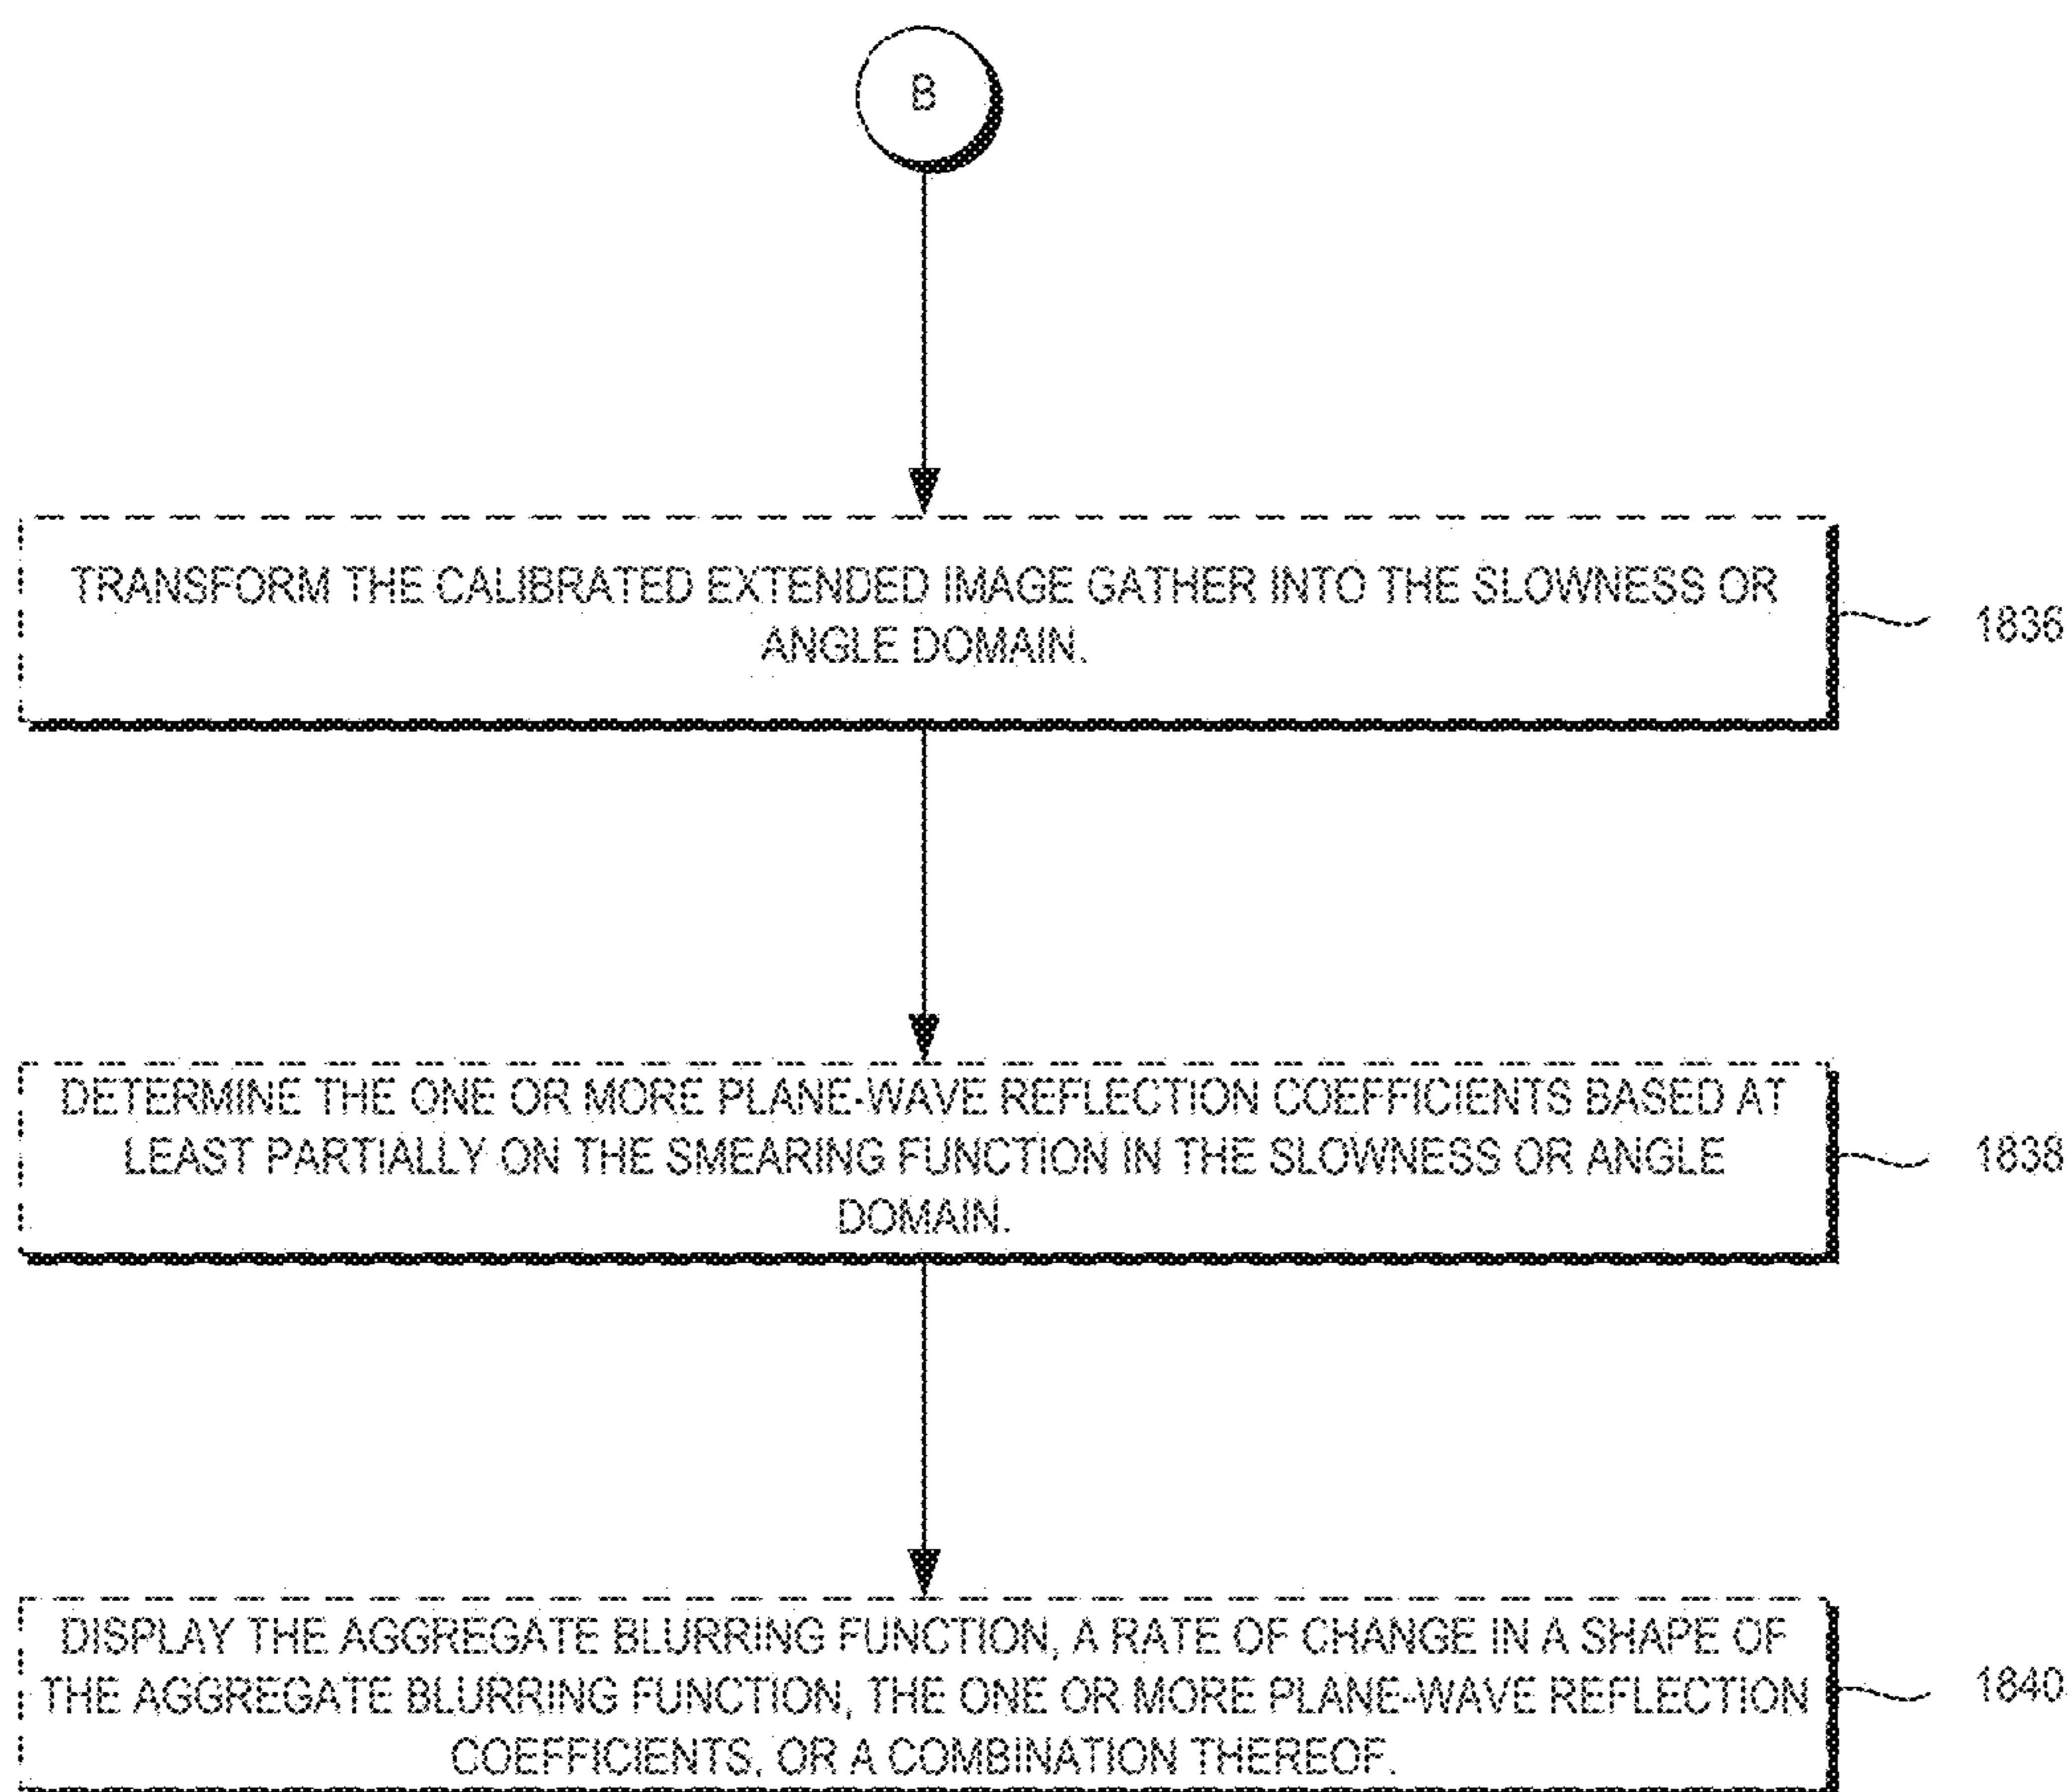 B
TRANSFORM THE CALIBRATED EXTENDED IMAGE GATHER INTO THE SLOWNESS OR
ANGLE DOMAIN.
1836
DETERMINE THE ONE OR MORE PLANE-WAVE REFLECTION COEFFICIENTS BASED AT
LEAST PARTIALLY ON THE SMEARING FUNCTION IN THE SLOWNESS OR ANGLE
DOMAIN.
1838
DISPLAY THE AGGREGATE BLURRING FUNCTION, A RATE OF CHANGE IN A SHAPE OF
THE AGGREGATE BLURRING FUNCTION, THE ONE OR MORE PLANE-WAVE REFLECTION
COEFFICIENTS, OR A COMBINATION THEREOF.
1840